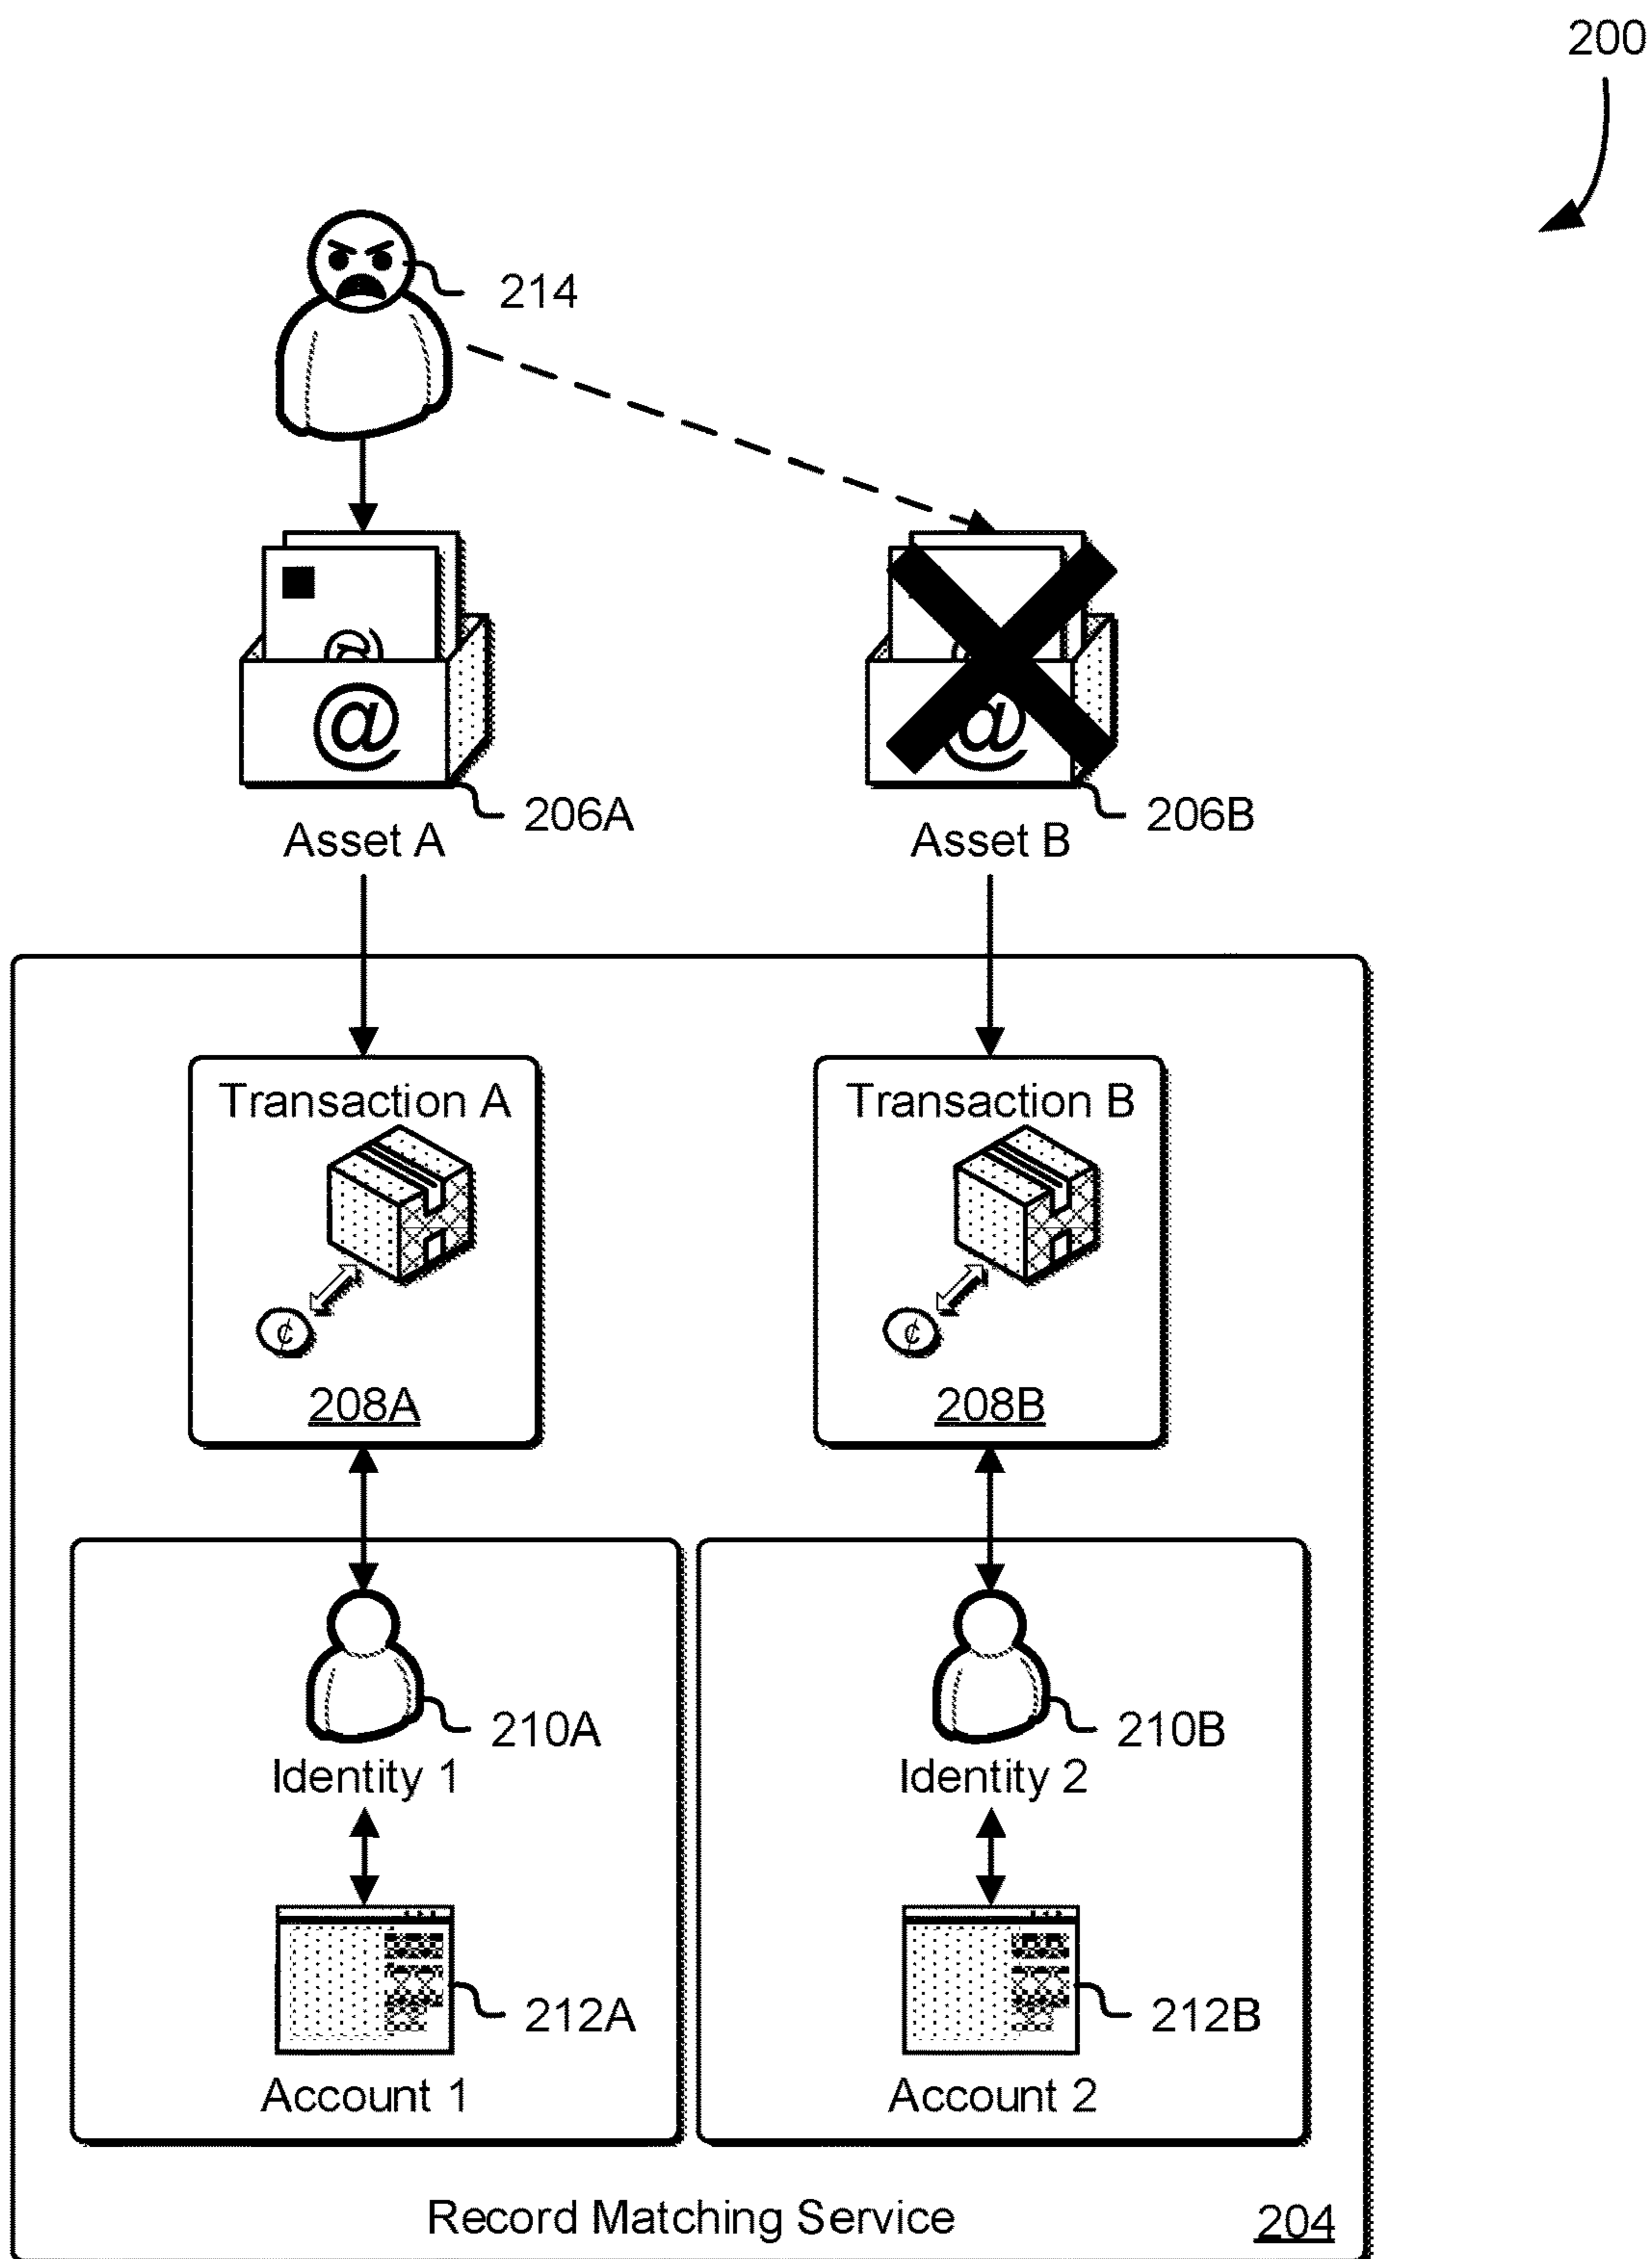 200
214
@
@
@
206A
206B
Asset A
Asset B
Transaction A
Transaction B
¢
¢
208A
208B
210A
210B
Identity 1
Identity 2
212A
212B
Account 1
Account 2
Record Matching Service
204